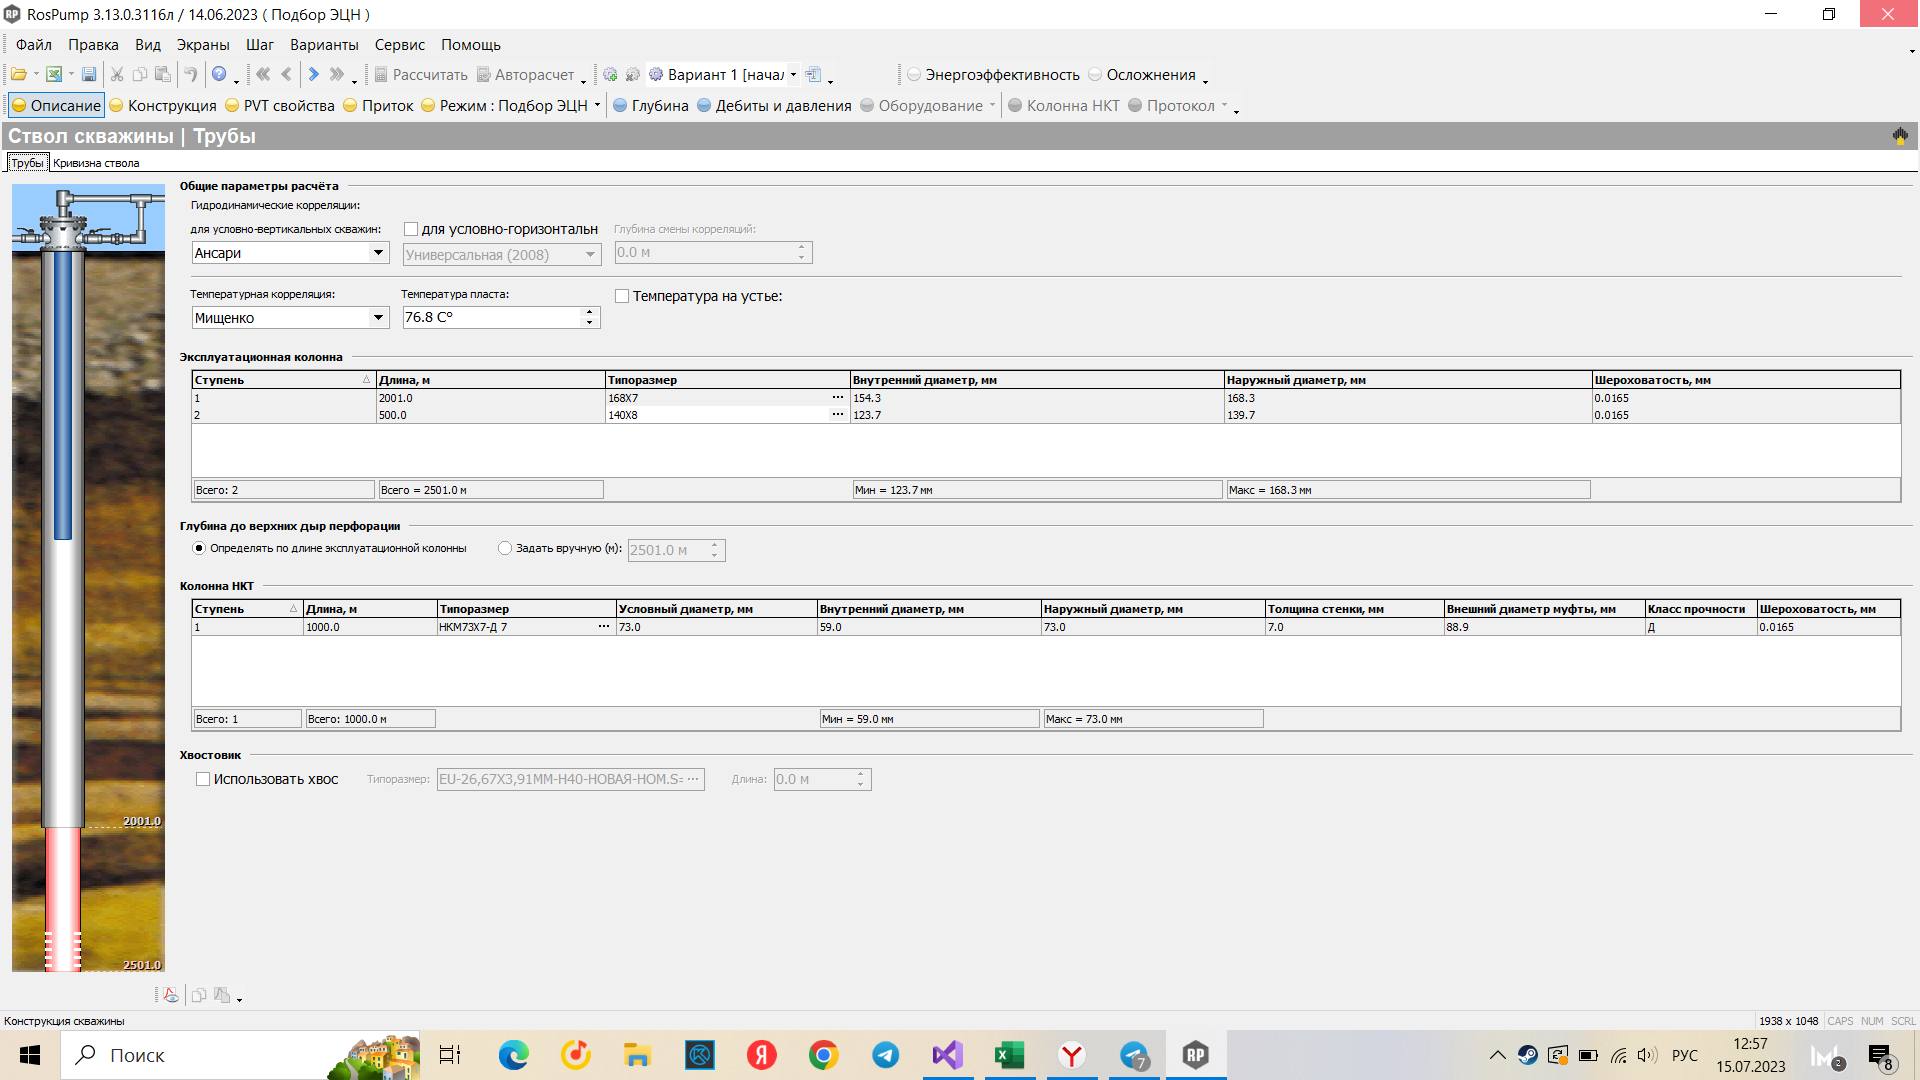 RosPump 3.13.0.3116л / 14.06.2023 ( Подбор ЭЦН )
Файл Правка Вид Экраны Шаг Варианты Сервис Помощь
Рассчитать Авторасчет Вариант 1 [начал Энергоэффективность Осложнения
Описание Конструкция PVT свойства Приток Режим : Подбор ЭЦН Глубина Дебиты и давления Оборудование Колонна НКТ Протокол
Ствол скважины | Трубы
Трубы Кривизна ствола
Общие параметры расчёта
Гидродинамические корреляции:
для условно-вертикальных скважин: для условно-горизонтальн Глубина смены корреляций:
Ансари Универсальная (2008) 0.0 м
Температурная корреляция: Температура пласта: Температура на устье:
Мищенко 76.8 C°
Эксплуатационная колонна
Ступень Длина, м Типоразмер Внутренний диаметр, мм Наружный диаметр, мм Шероховатость, мм
1 2001.0 168X7 ... 154.3 168.3 0.0165
2 500.0 140X8 ... 123.7 139.7 0.0165
Всего: 2 Всего = 2501.0 м Мин = 123.7 мм Макс = 168.3 мм
Глубина до верхних дыр перфорации
Определять по длине эксплуатационной колонны Задать вручную (м): 2501.0 м
Колонна НКТ
Ступень Длина, м Типоразмер Условный диаметр, мм Внутренний диаметр, мм Наружный диаметр, мм Толщина стенки, мм Внешний диаметр муфты, мм Класс прочности Шероховатость, мм
1 1000.0 НКМ73Х7-Д 7 ... 73.0 59.0 73.0 7.0 88.9 Д 0.0165
Всего: 1 Всего: 1000.0 м Мин = 59.0 мм Макс = 73.0 мм
Хвостовик
Использовать хвос Типоразмер: EU-26,67X3,91ММ-H40-НОВАЯ-НОМ.S= ... Длина: 0.0 м
2001.0
2501.0
Конструкция скважины 1938 x 1048 CAPS NUM SCRL
Поиск Я Y 7 RP РУС 12:57
15.07.2023 2 8